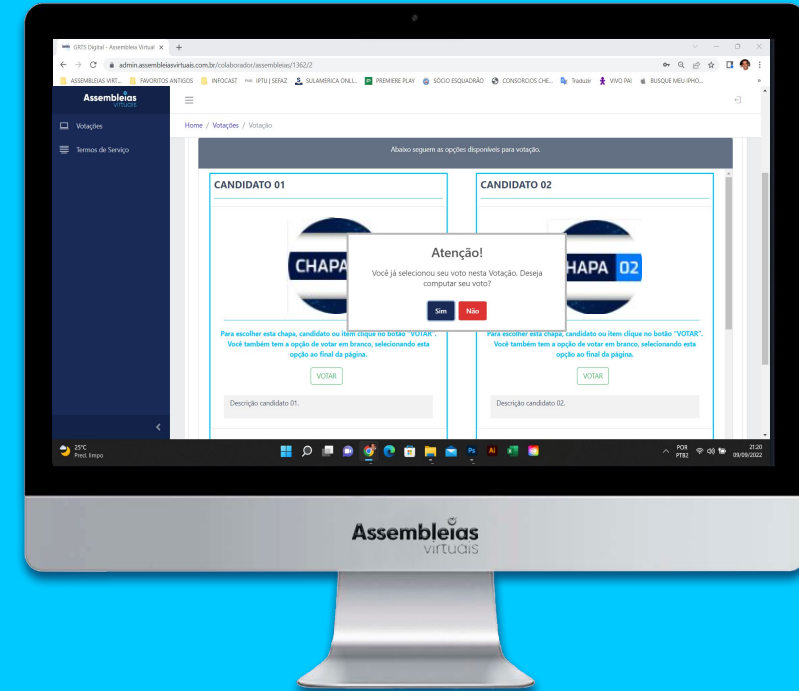 GRTS Digital - Assembleia Virtual
admin.assembleiasvirtuais.com.br/colaborador/assembleias/1362/2
ASSEMBLEIAS VIRT... FAVORITOS ANTIGOS INFOCAST IPTU | SEFAZ SULAMERICA ONLI... PREMIERE PLAY SÓCIO ESQUADRÃO CONSORCIOS CHE... Traduzir VIVO PAI BUSQUE MEU IPHO... »
Assembleias
virtuais
Votações
Termos de Serviço
Home / Votações / Votação
Abaixo seguem as opções disponíveis para votação.
CANDIDATO 01
CANDIDATO 02
CHAPA
HAPA 02
Atenção!
Você já selecionou seu voto nesta Votação. Deseja
computar seu voto?
Sim Não
Para escolher esta chapa, candidato ou item clique no botão "VOTAR".
Você também tem a opção de votar em branco, selecionando esta
opção ao final da página.
VOTAR
Descrição candidato 01.
Para escolher esta chapa, candidato ou item clique no botão "VOTAR".
Você também tem a opção de votar em branco, selecionando esta
opção ao final da página.
VOTAR
Descrição candidato 02.
25°C
Pred. limpo
Ps Ai
POR
PTB2
21:20
09/09/2022
Assembleias
virtuais